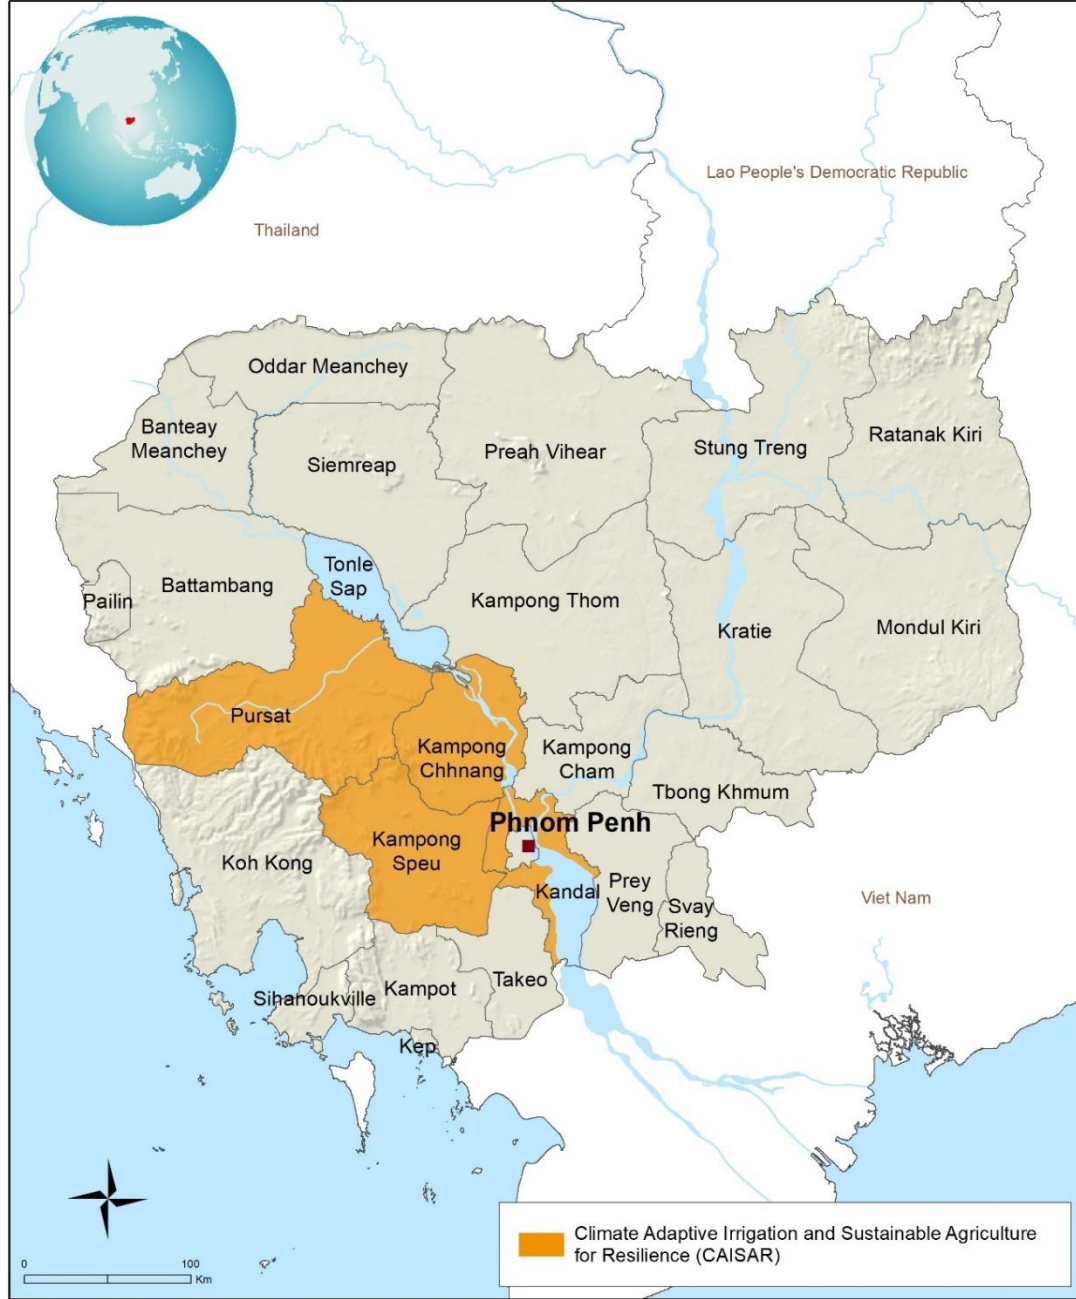 Lao People's Democratic Republic
Thailand
Oddar Meanchey
Banteay
Meanchey
Siemreap
Preah Vihear
Stung Treng
Ratanak Kiri
Tonle
Sap
Battambang
Pailin
Kampong Thom
Kratie
Mondul Kiri
Pursat
Kampong
Chhnang
Kampong
Cham
Tbong Khmum
Phnom Penh
Kampong
Speu
Koh Kong
Kandal
Prey
Veng
Svay
Rieng
Viet Nam
Takeo
Kampot
Sihanoukville
Kep
Climate Adaptive Irrigation and Sustainable Agriculture
for Resilience (CAISAR)
0 100
Km